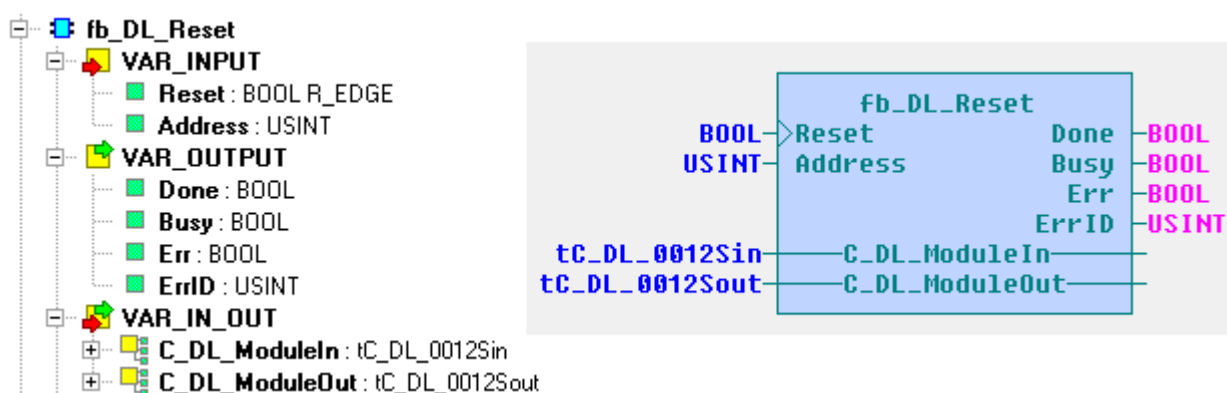 fb_DL_Reset
VAR_INPUT
Reset : BOOL R_EDGE
Address : USINT
VAR_OUTPUT
Done : BOOL
Busy : BOOL
Err : BOOL
ErrID : USINT
VAR_IN_OUT
C_DL_ModuleIn : tC_DL_0012Sin
C_DL_ModuleOut : tC_DL_0012Sout
fb_DL_Reset
BOOL Reset Done BOOL
USINT Address Busy BOOL
Err BOOL
ErrID USINT
tC_DL_0012Sin C_DL_ModuleIn
tC_DL_0012Sout C_DL_ModuleOut